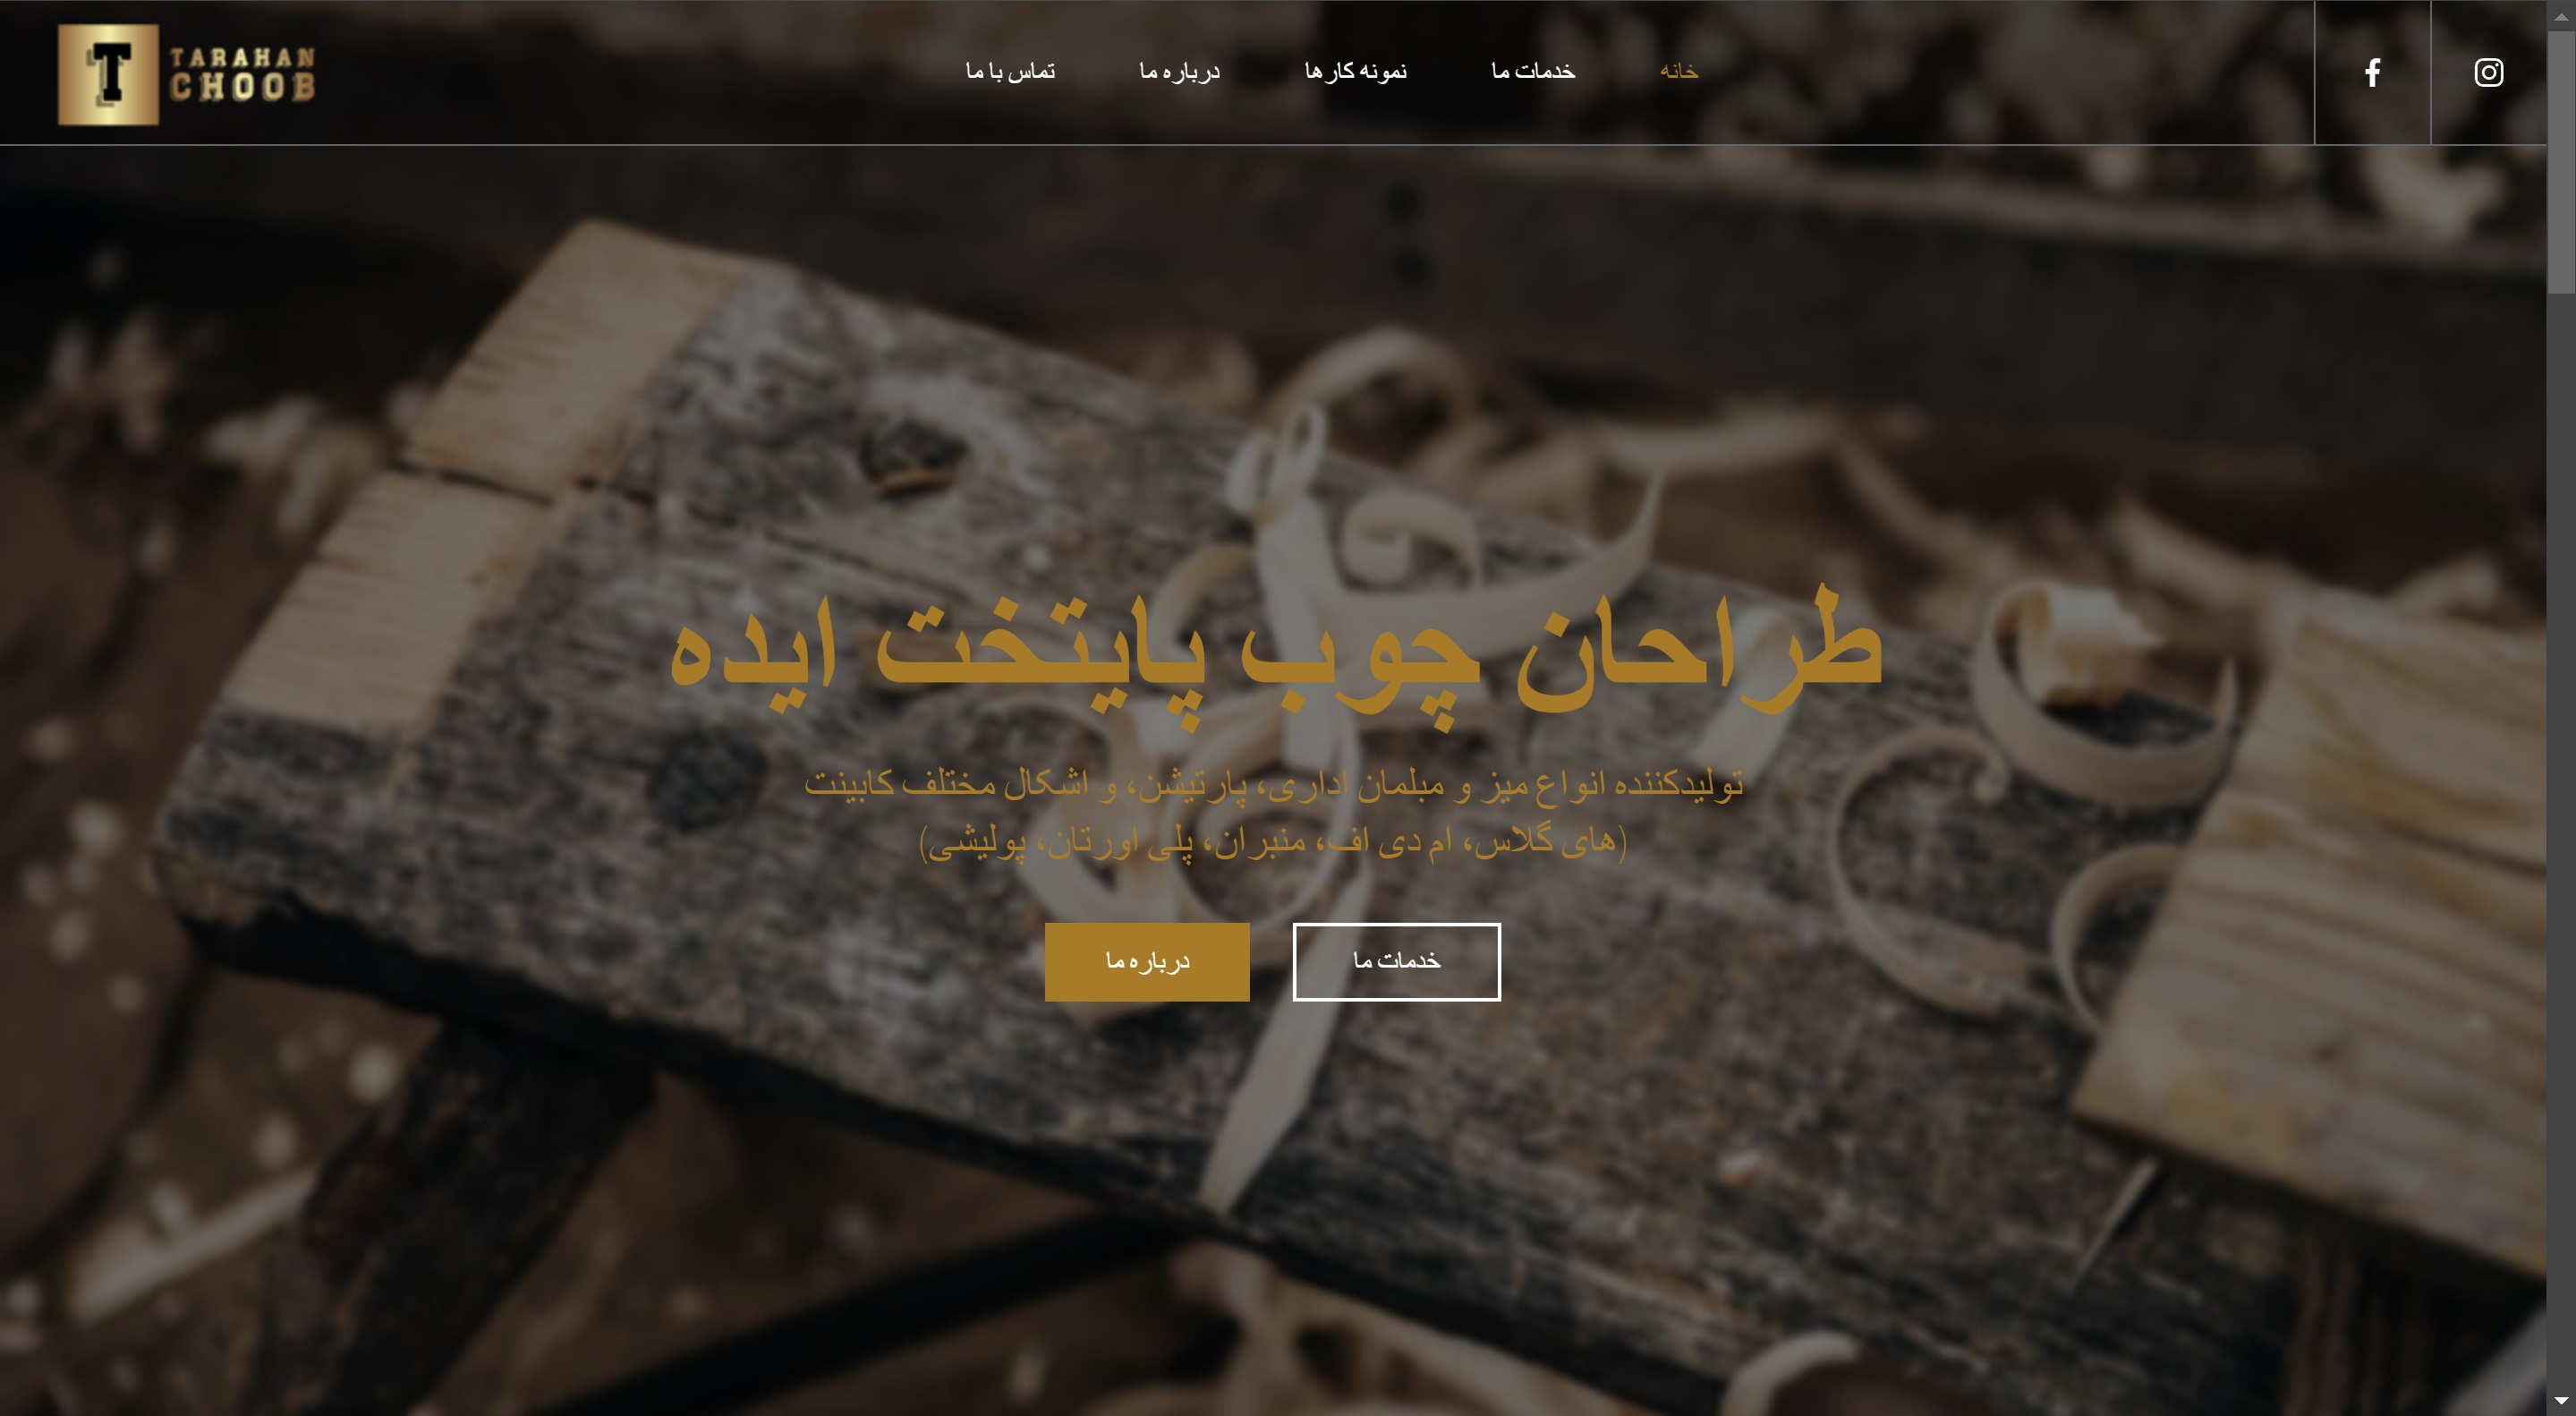 TARAHAN
CHOOB
خانه
خدمات ما
نمونه کارها
درباره ما
تماس با ما
طراحان چوب پایتخت ایده
تولیدکننده انواع میز و مبلمان اداری، پارتیشن، و اشکال مختلف کابینت
(های گلاس، ام دی اف، منبران، پلی اورتان، پولیشی)
خدمات ما
درباره ما